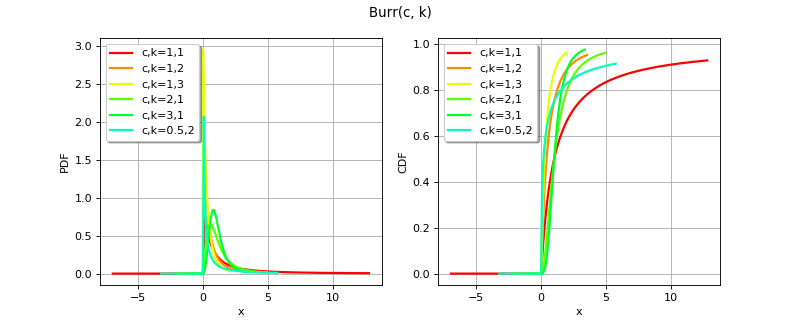 Burr(c, k)
c,k=1,1
c,k=1,2
c,k=1,3
c,k=2,1
c,k=3,1
c,k=0.5,2
3.0
2.5
2.0
1.5
1.0
0.5
0.0
PDF
−5
0
5
10
x
c,k=1,1
c,k=1,2
c,k=1,3
c,k=2,1
c,k=3,1
c,k=0.5,2
1.0
0.8
0.6
0.4
0.2
0.0
CDF
−5
0
5
10
x